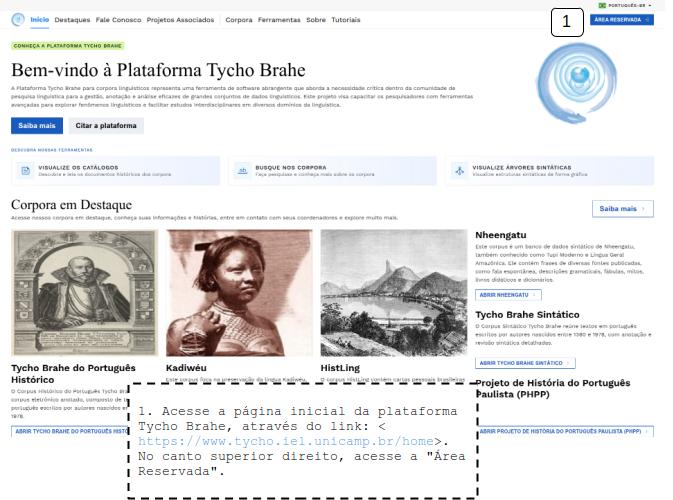 PORTUGUÊS-BR
Início Destaques Fale Conosco Projetos Associados Corpora Ferramentas Sobre Tutoriais
1
ÁREA RESERVADA
CONHEÇA A PLATAFORMA TYCHO BRAHE
Bem-vindo à Plataforma Tycho Brahe
A Plataforma Tycho Brahe para corpora linguísticos representa uma ferramenta de software abrangente que aborda a necessidade crítica dentro da comunidade de
pesquisa linguística para a gestão, anotação e análise eficazes de grandes conjuntos de dados linguísticos. Este projeto visa capacitar os pesquisadores com ferramentas
avançadas para explorar fenômenos linguísticos e facilitar estudos interdisciplinares em diversos domínios da linguística.
Saiba mais
Citar a plataforma
DESCUBRA NOSSAS FERRAMENTAS
VISUALIZE OS CATÁLOGOS
Descubra e leia os documentos históricos dos corpora
BUSQUE NOS CORPORA
Faça pesquisas e conheça mais sobre os corpora
VISUALIZE ÁRVORES SINTÁTICAS
Visualize estruturas sintáticas de forma gráfica
Corpora em Destaque
Acesse nossos corpora em destaque, conheça suas informações e histórias, entre em contato com seus coordenadores e explore muito mais.
Saiba mais
Tycho Brahe do Português
Histórico
O Corpus Histórico do Português Tycho Bra
corpus eletrônico anotado, composto de t
português escritos por autores nascidos en
1978.
ABRIR TYCHO BRAHE DO PORTUGUÊS HISTÓ
Kadiwéu
Este corpus foca na preservação da língua Kadiwéu,
HistLing
O corpus HistLing contém cartas pessoais brasileiras
Nheengatu
Este corpus é um banco de dados sintático de Nheengatu,
também conhecido como Tupi Moderno e Língua Geral
Amazônica. Ele contém frases de diversas fontes publicadas,
como fala espontânea, descrições gramaticais, fábulas, mitos,
livros didáticos e dicionários.
ABRIR NHEENGATU
Tycho Brahe Sintático
O Corpus Sintático Tycho Brahe reúne textos em português
escritos por autores nascidos entre 1380 e 1978, com anotação e
revisão sintática detalhadas.
ABRIR TYCHO BRAHE SINTÁTICO
Projeto de História do Português
Paulista (PHPP)
ABRIR PROJETO DE HISTÓRIA DO PORTUGUÊS PAULISTA (PHPP)
1. Acesse a página inicial da plataforma
Tycho Brahe, através do link: <
https://www.tycho.iel.unicamp.br/home>.
No canto superior direito, acesse a "Área
Reservada".